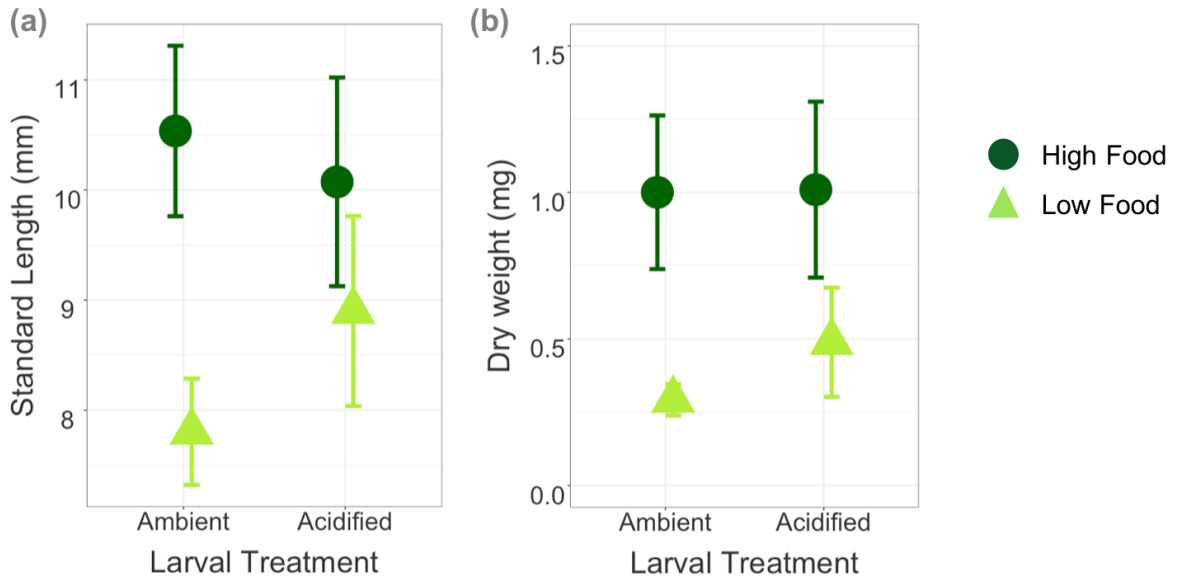 (a)
Standard Length (mm)
11
10
9
8
Ambient
Acidified
Larval Treatment
(b)
Dry weight (mg)
1.5
1.0
0.5
0.0
Ambient
Acidified
Larval Treatment
High Food
Low Food